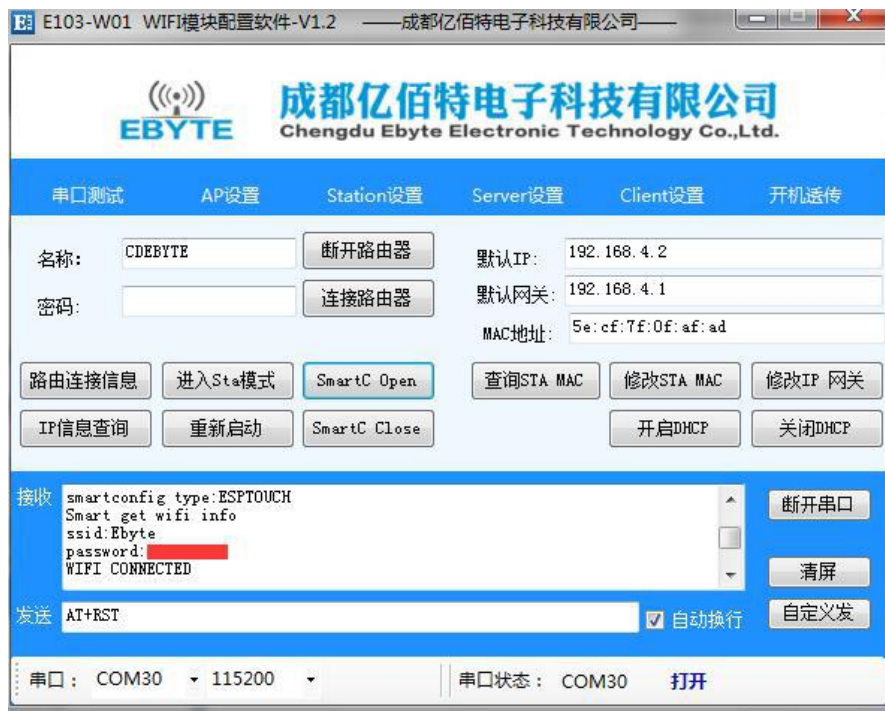 E103-W01 WIFI模块配置软件-V1.2 ——成都亿佰特电子科技有限公司——
EBYTE
成都亿佰特电子科技有限公司
Chengdu Ebyte Electronic Technology Co.,Ltd.
串口测试 AP设置 Station设置 Server设置 Client设置 开机透传
名称: CDEBYTE 断开路由器 默认IP: 192.168.4.2
密码: 连接路由器 默认网关: 192.168.4.1
MAC地址: 5e:cf:7f:0f:af:ad
路由连接信息 进入Sta模式 SmartC Open 查询STA MAC 修改STA MAC 修改IP 网关
IP信息查询 重新启动 SmartC Close 开启DHCP 关闭DHCP
接收 smartconfig type:ESPTOUCH 断开串口
Smart get wifi info
ssid:Ebyte
password:
WIFI CONNECTED 清屏
发送 AT+RST 自动换行 自定义发
串口: COM30 115200 串口状态: COM30 打开